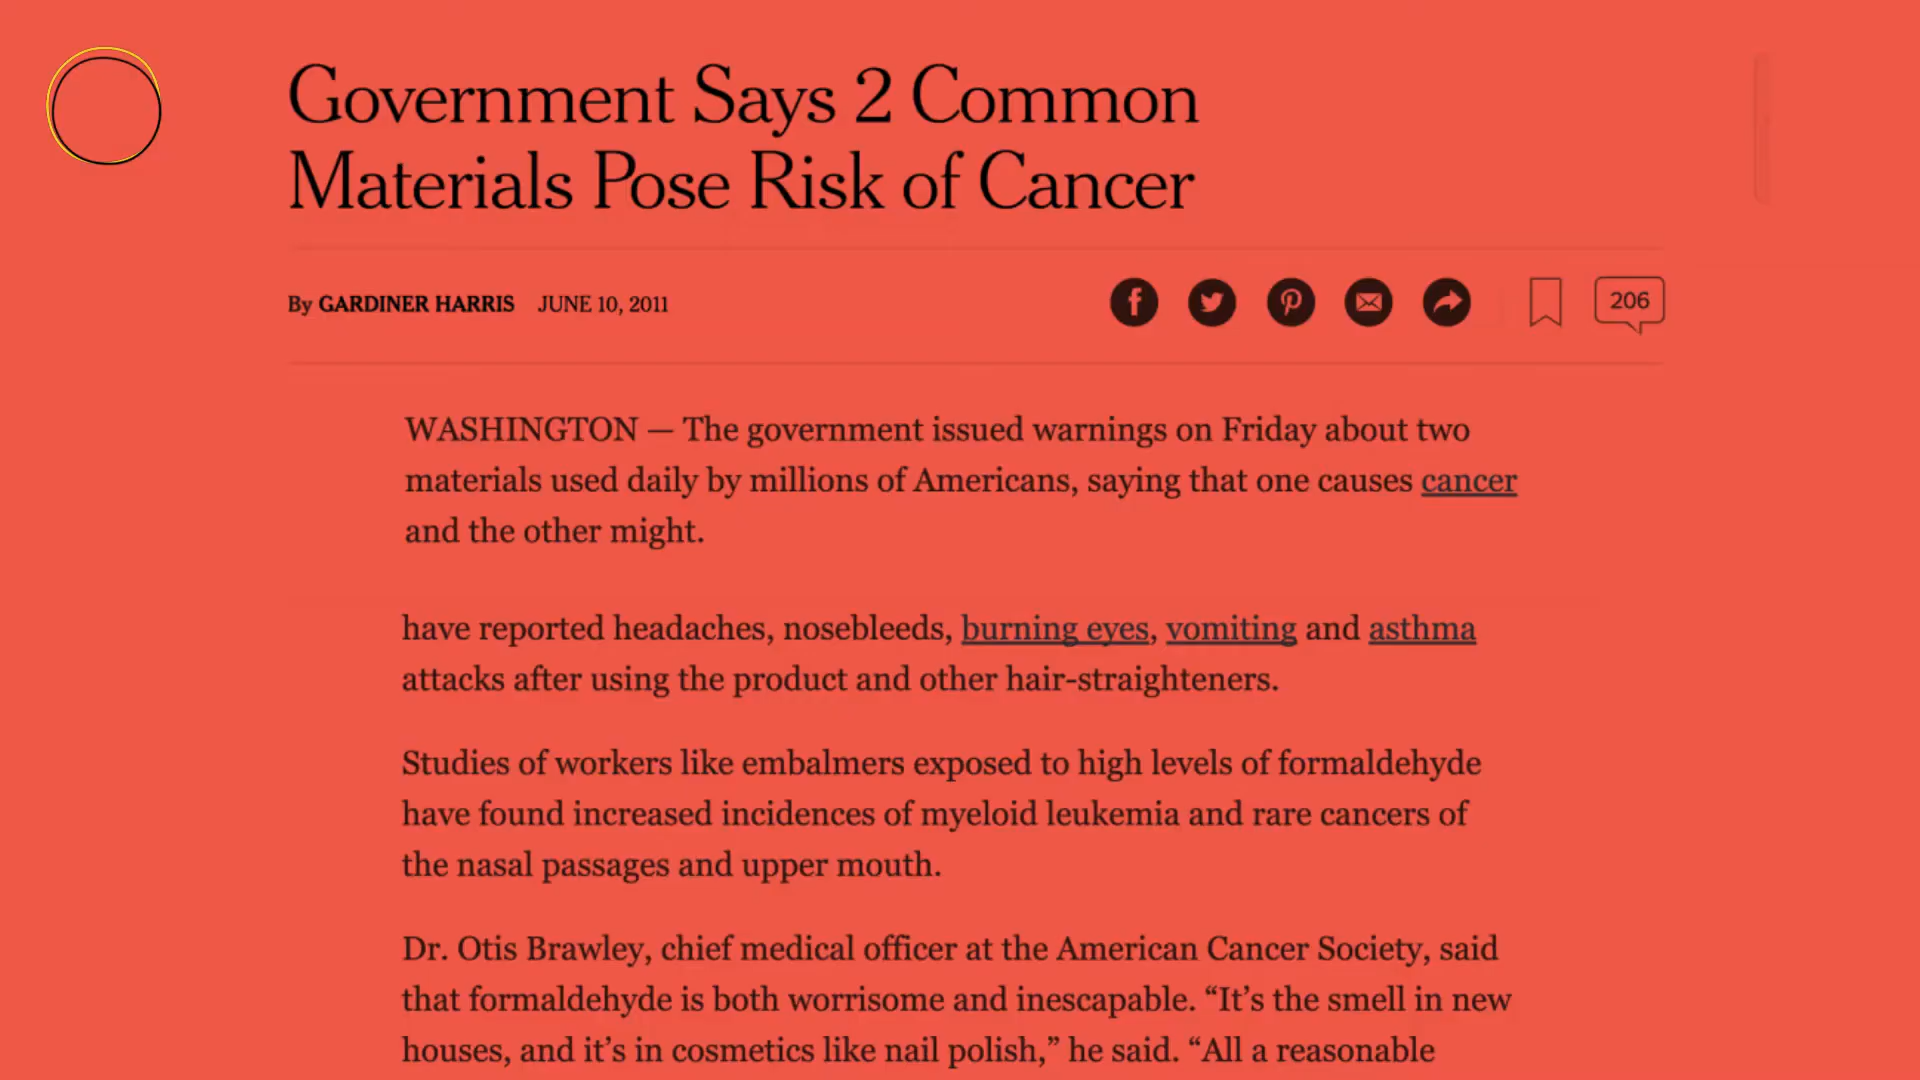 Government Says 2 Common
Materials Pose Risk of Cancer
By GARDINER HARRIS JUNE 10, 2011
206
WASHINGTON — The government issued warnings on Friday about two
materials used daily by millions of Americans, saying that one causes cancer
and the other might.
have reported headaches, nosebleeds, burning eyes, vomiting and asthma
attacks after using the product and other hair-straighteners.
Studies of workers like embalmers exposed to high levels of formaldehyde
have found increased incidences of myeloid leukemia and rare cancers of
the nasal passages and upper mouth.
Dr. Otis Brawley, chief medical officer at the American Cancer Society, said
that formaldehyde is both worrisome and inescapable. “It’s the smell in new
houses, and it’s in cosmetics like nail polish,” he said. “All a reasonable